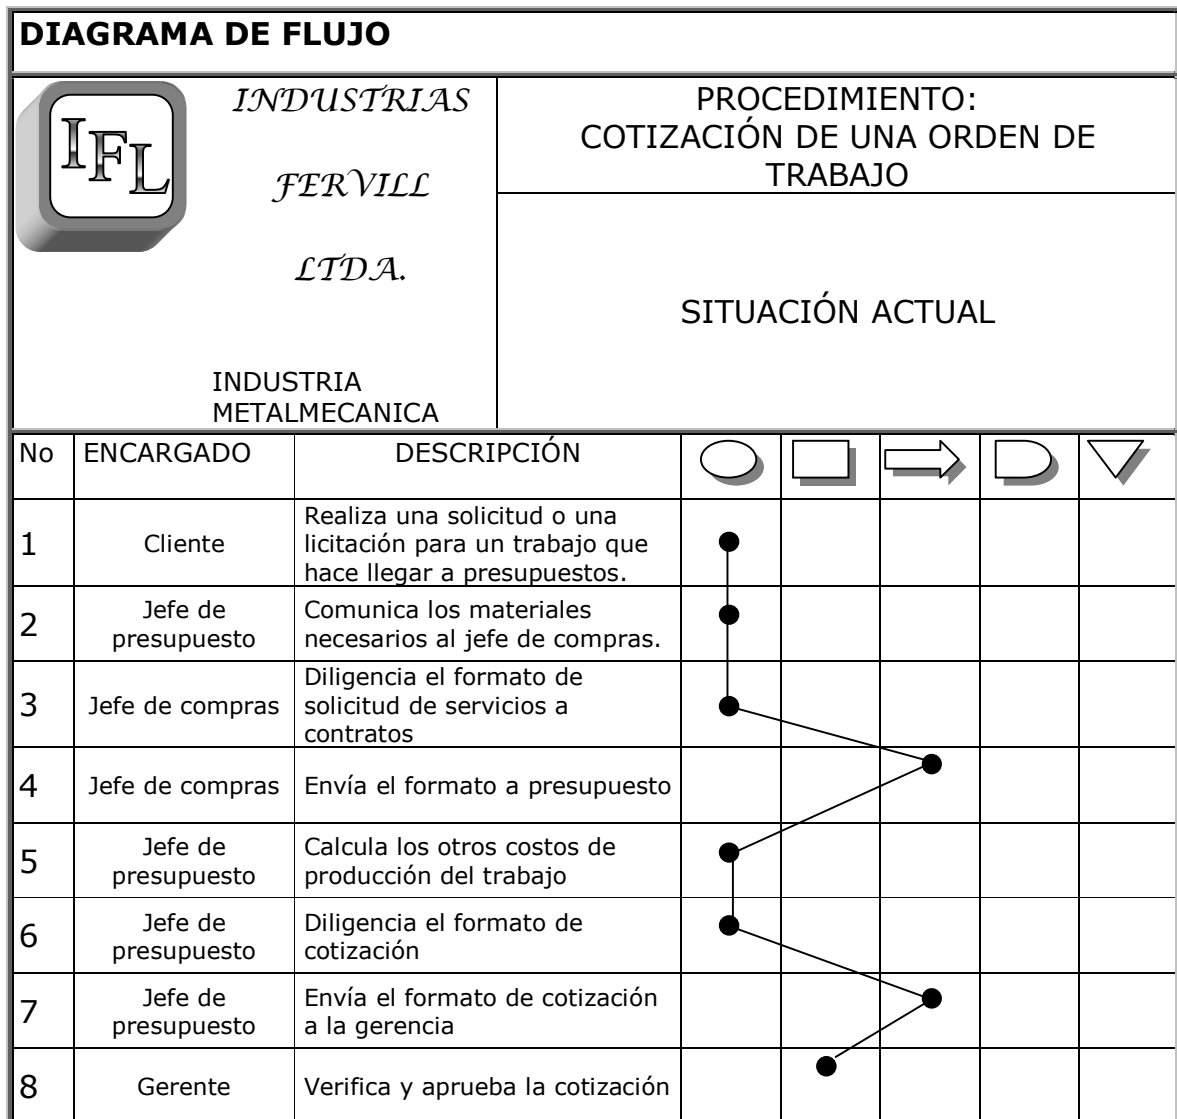 DIAGRAMA DE FLUJO
IFL
INDUSTRIAS
FERVILL
LTDA.
INDUSTRIA
METALMECANICA
PROCEDIMIENTO:
COTIZACIÓN DE UNA ORDEN DE
TRABAJO
SITUACIÓN ACTUAL
No ENCARGADO DESCRIPCIÓN
1 Cliente
Realiza una solicitud o una
licitación para un trabajo que
hace llegar a presupuestos.
2
Jefe de
presupuesto
Comunica los materiales
necesarios al jefe de compras.
3 Jefe de compras
Diligencia el formato de
solicitud de servicios a
contratos
4 Jefe de compras Envía el formato a presupuesto
5
Jefe de
presupuesto
Calcula los otros costos de
producción del trabajo
6
Jefe de
presupuesto
Diligencia el formato de
cotización
7
Jefe de
presupuesto
Envía el formato de cotización
a la gerencia
8 Gerente Verifica y aprueba la cotización